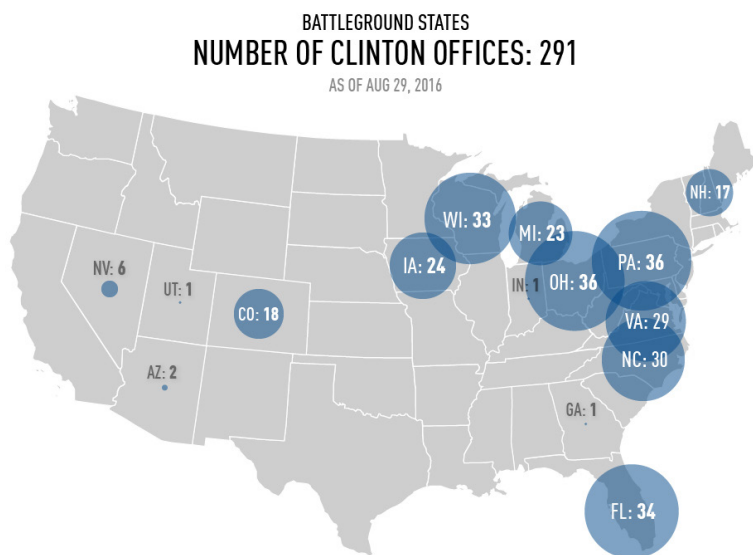 BATTLEGROUND STATES
NUMBER OF CLINTON OFFICES: 291
AS OF AUG 29, 2016
NH: 17
WI: 33
MI: 23
NV: 6
IA: 24
PA: 36
UT: 1
IN: 1
OH: 36
CO: 18
VA: 29
NC: 30
AZ: 2
GA: 1
FL: 34